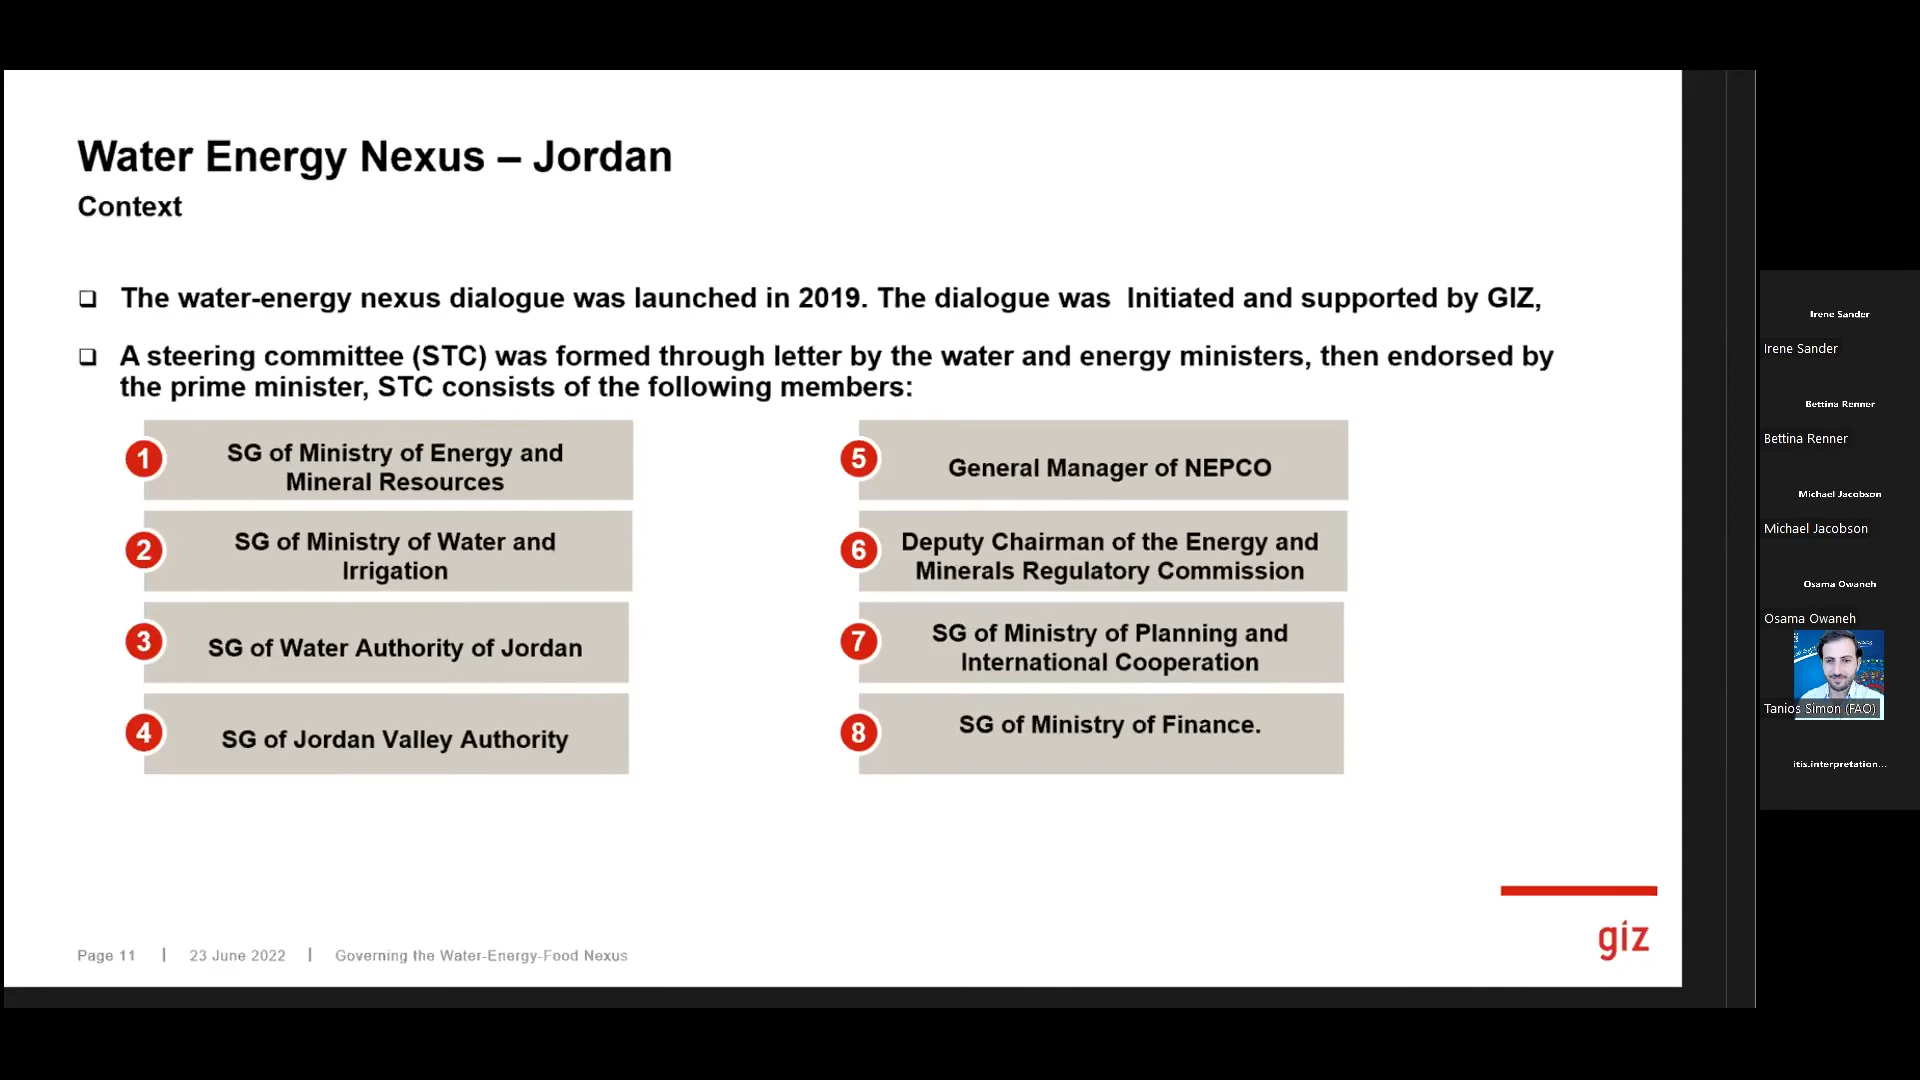 Water Energy Nexus – Jordan
Context
❑ The water-energy nexus dialogue was launched in 2019. The dialogue was  Initiated and supported by GIZ,
❑ A steering committee (STC) was formed through letter by the water and energy ministers, then endorsed by
the prime minister, STC consists of the following members:
1
SG of Ministry of Energy and
Mineral Resources
2
SG of Ministry of Water and
Irrigation
3
SG of Water Authority of Jordan
4
SG of Jordan Valley Authority
5
General Manager of NEPCO
6
Deputy Chairman of the Energy and
Minerals Regulatory Commission
7
SG of Ministry of Planning and
International Cooperation
8
SG of Ministry of Finance.
giz
Page 11 | 23 June 2022 | Governing the Water-Energy-Food Nexus
Irene Sander
Irene Sander
Bettina Renner
Bettina Renner
Michael Jacobson
Michael Jacobson
Osama Owaneh
Osama Owaneh
Tanios Simon (FAO)
itis.interpretation...